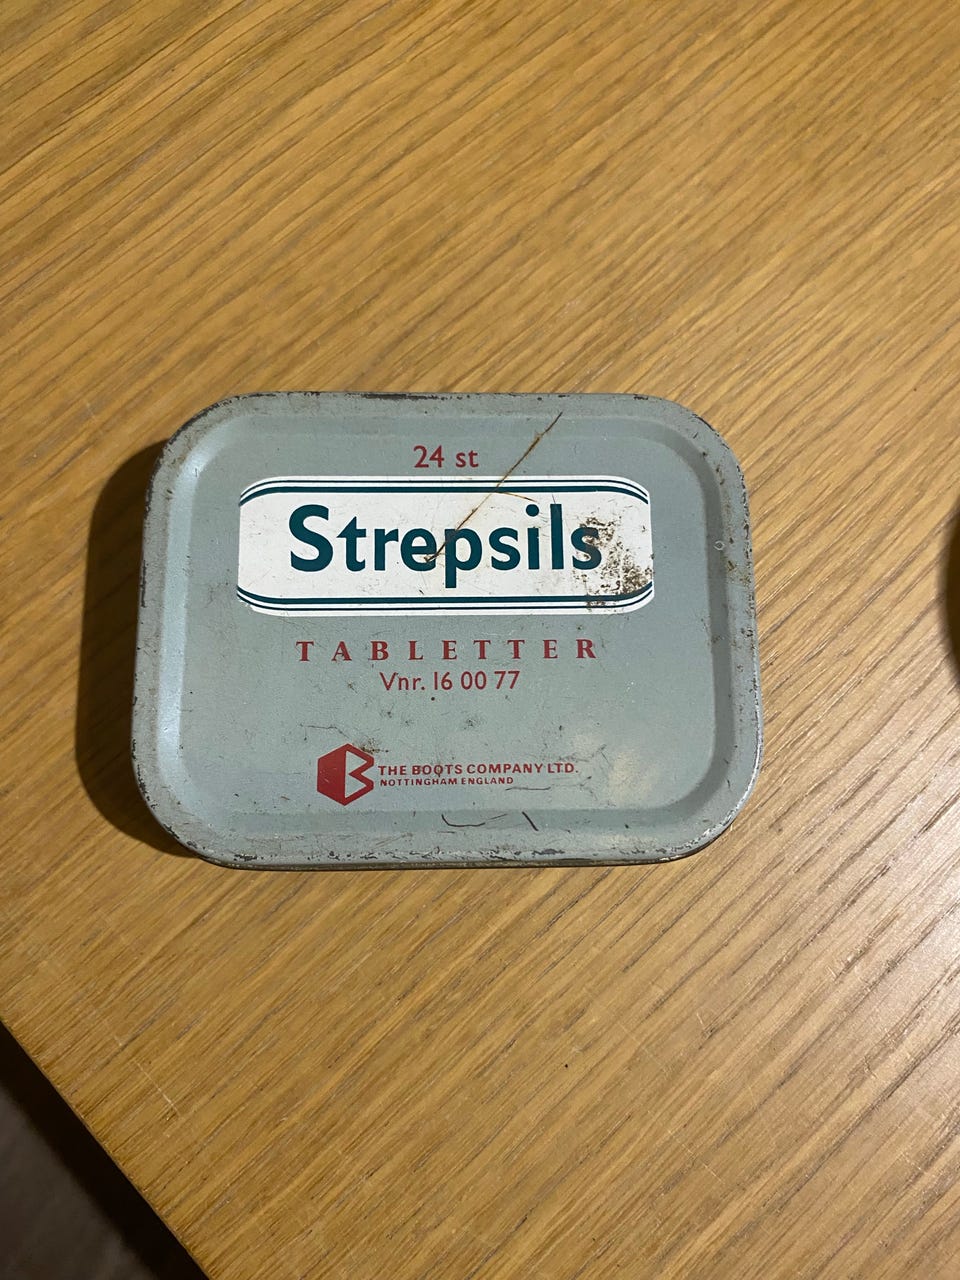 24 st
Strepsils
TABLETTER
Vnr. 16 00 77
THE BOOTS COMPANY LTD.
NOTTINGHAM ENGLAND